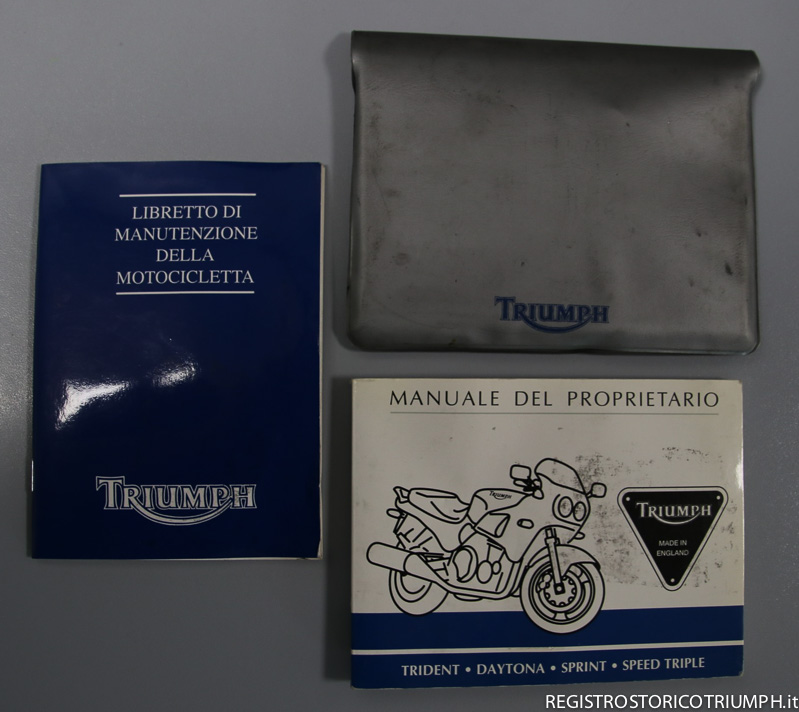 LIBRETTO DI
MANUTENZIONE
DELLA
MOTOCICLETTA
TRIUMPH
TRIUMPH
MANUALE DEL PROPRIETARIO
TRIUMPH
TRIUMPH
MADE IN
ENGLAND
TRIDENT • DAYTONA • SPRINT • SPEED TRIPLE
REGISTROSTORICOTRIUMPH.it